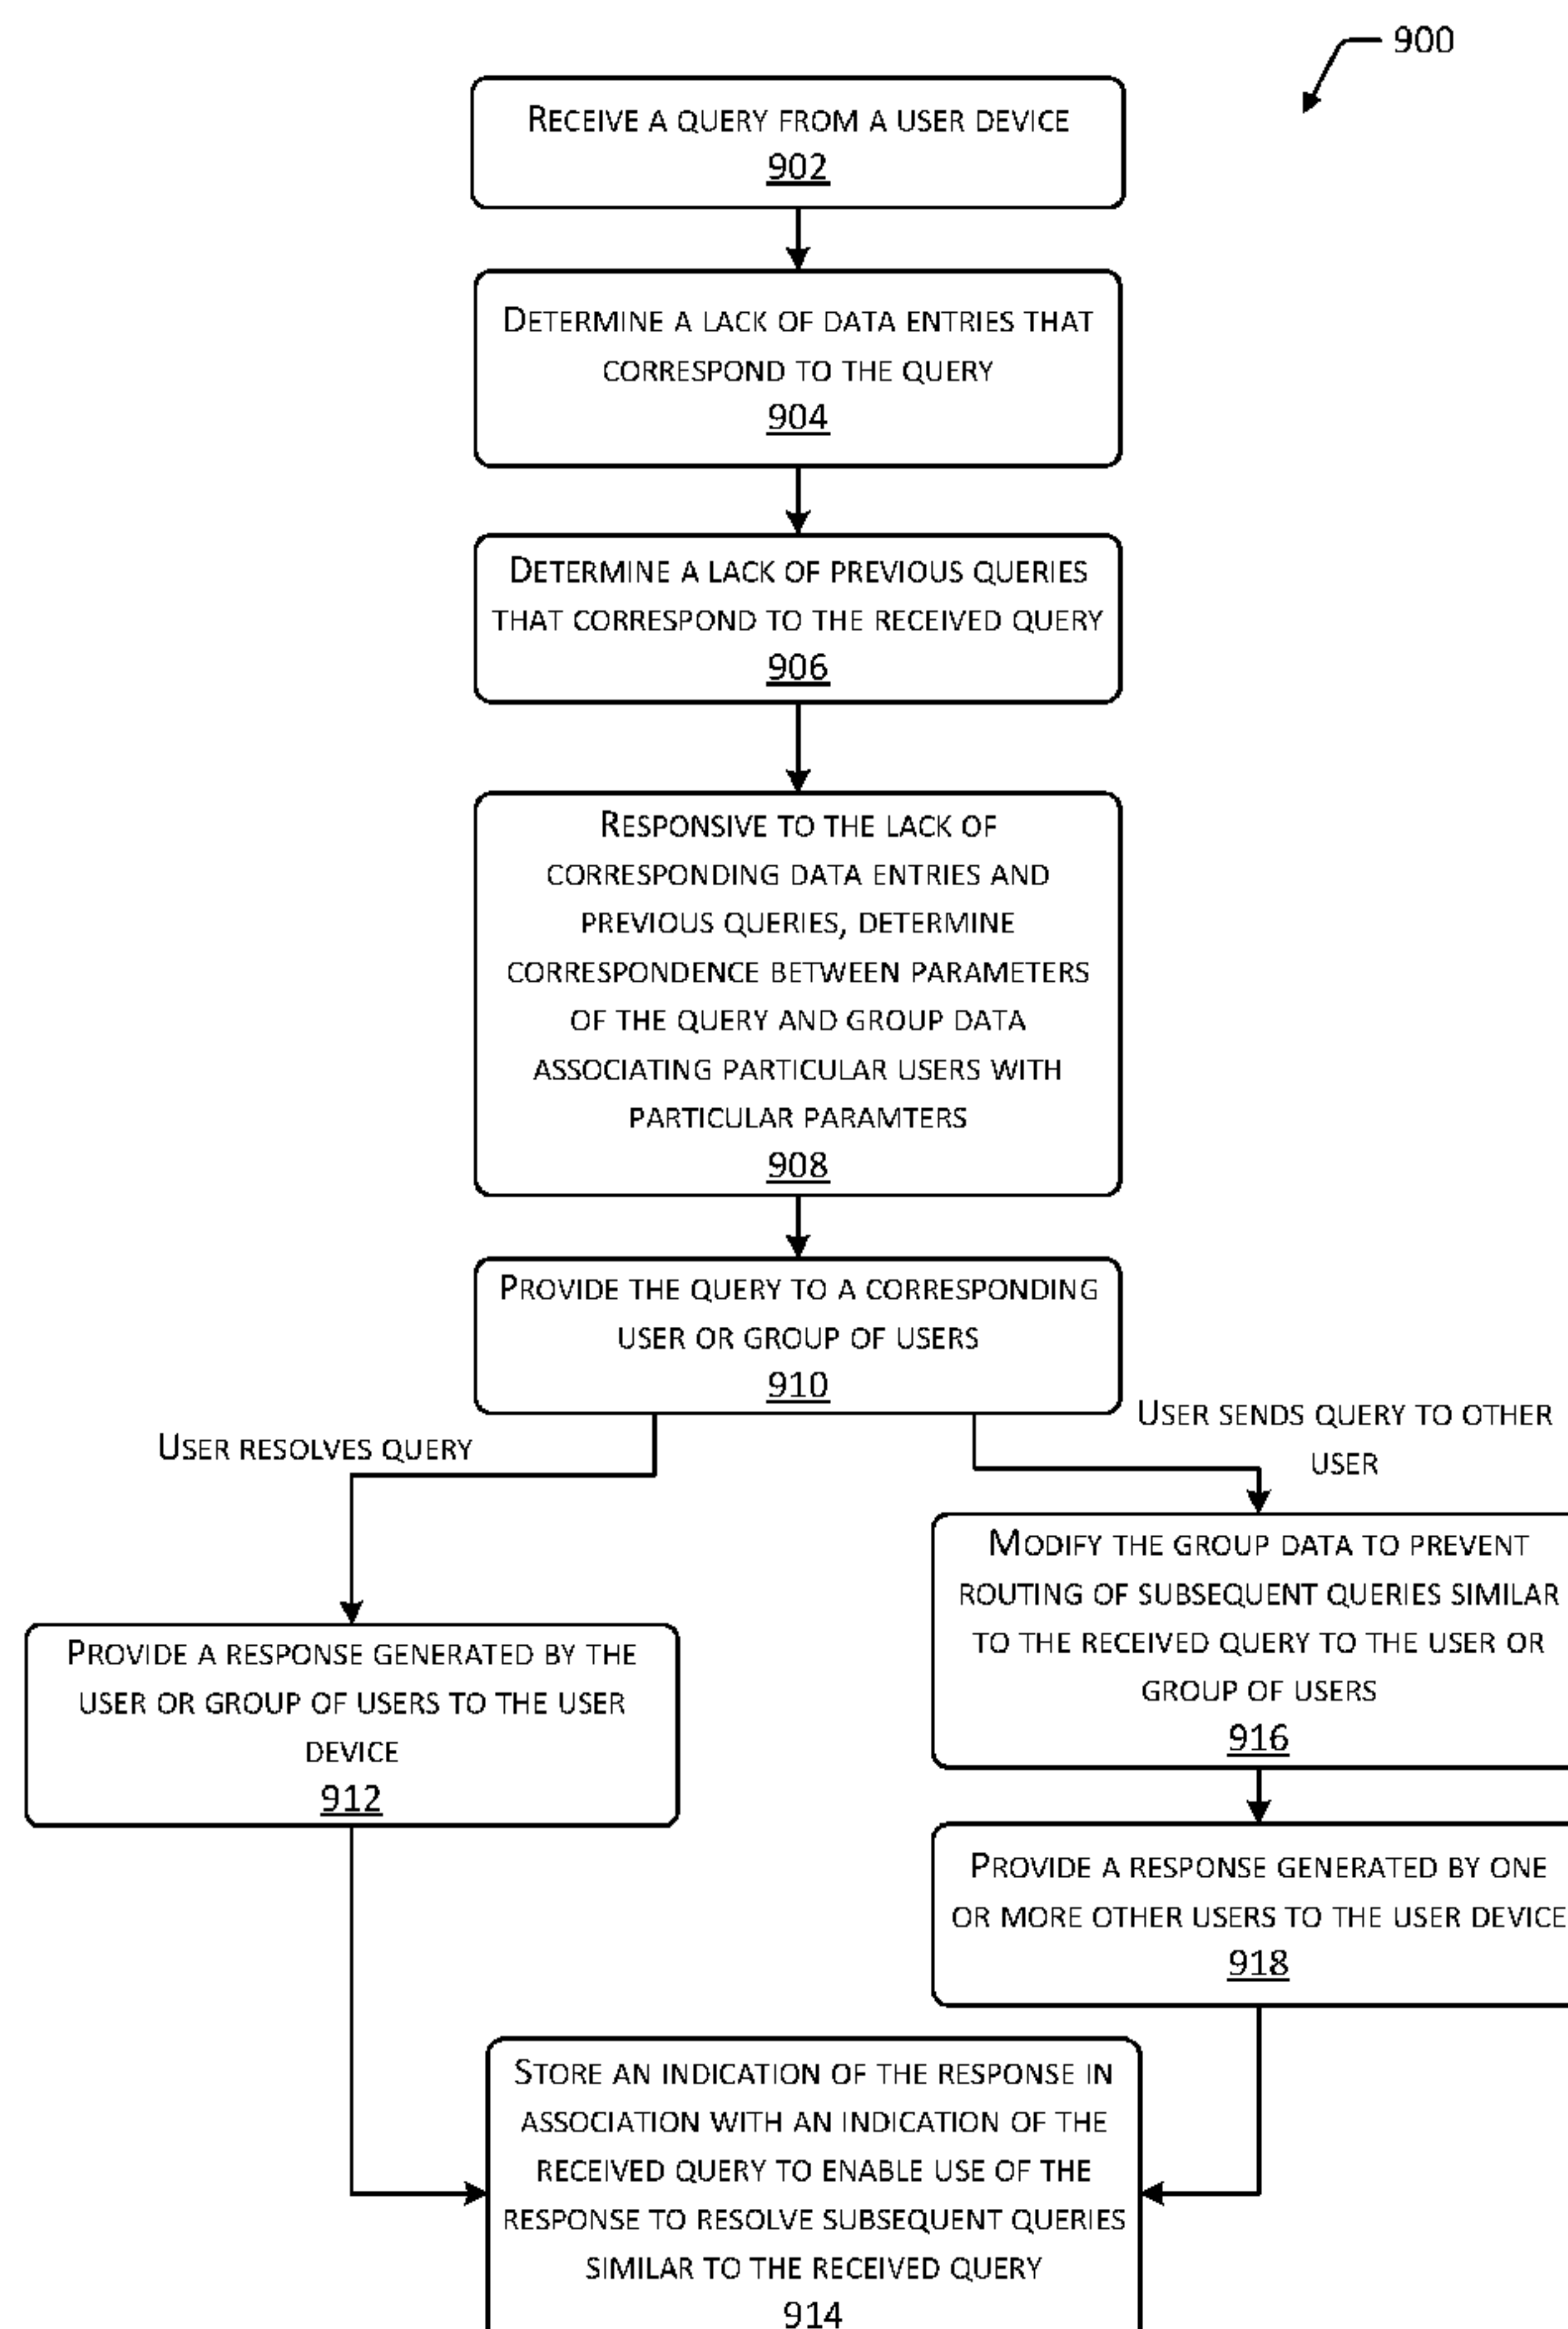 900
RECEIVE A QUERY FROM A USER DEVICE
902
DETERMINE A LACK OF DATA ENTRIES THAT
CORRESPOND TO THE QUERY
904
DETERMINE A LACK OF PREVIOUS QUERIES
THAT CORRESPOND TO THE RECEIVED QUERY
906
RESPONSIVE TO THE LACK OF
CORRESPONDING DATA ENTRIES AND
PREVIOUS QUERIES, DETERMINE
CORRESPONDENCE BETWEEN PARAMETERS
OF THE QUERY AND GROUP DATA
ASSOCIATING PARTICULAR USERS WITH
PARTICULAR PARAMTERS
908
PROVIDE THE QUERY TO A CORRESPONDING
USER OR GROUP OF USERS
910
USER RESOLVES QUERY
USER SENDS QUERY TO OTHER
USER
PROVIDE A RESPONSE GENERATED BY THE
USER OR GROUP OF USERS TO THE USER
DEVICE
912
MODIFY THE GROUP DATA TO PREVENT
ROUTING OF SUBSEQUENT QUERIES SIMILAR
TO THE RECEIVED QUERY TO THE USER OR
GROUP OF USERS
916
PROVIDE A RESPONSE GENERATED BY ONE
OR MORE OTHER USERS TO THE USER DEVICE
918
STORE AN INDICATION OF THE RESPONSE IN
ASSOCIATION WITH AN INDICATION OF THE
RECEIVED QUERY TO ENABLE USE OF THE
RESPONSE TO RESOLVE SUBSEQUENT QUERIES
SIMILAR TO THE RECEIVED QUERY
914